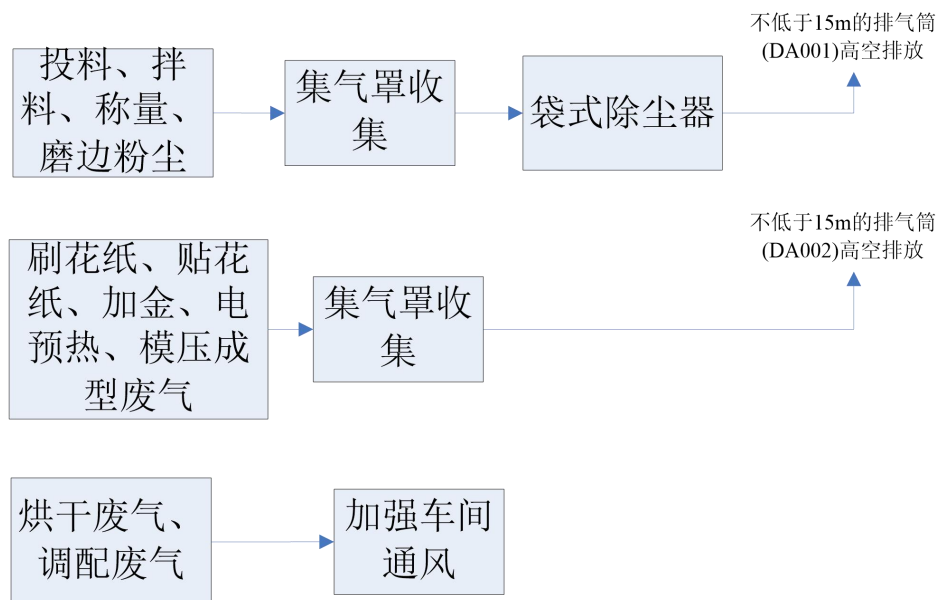 不低于15m的排气筒
(DA001)高空排放
投料、拌
料、称量、
磨边粉尘
集气罩收
集
袋式除尘器
不低于15m的排气筒
(DA002)高空排放
刷花纸、贴花
纸、加金、电
预热、模压成
型废气
集气罩收
集
烘干废气、
调配废气
加强车间
通风